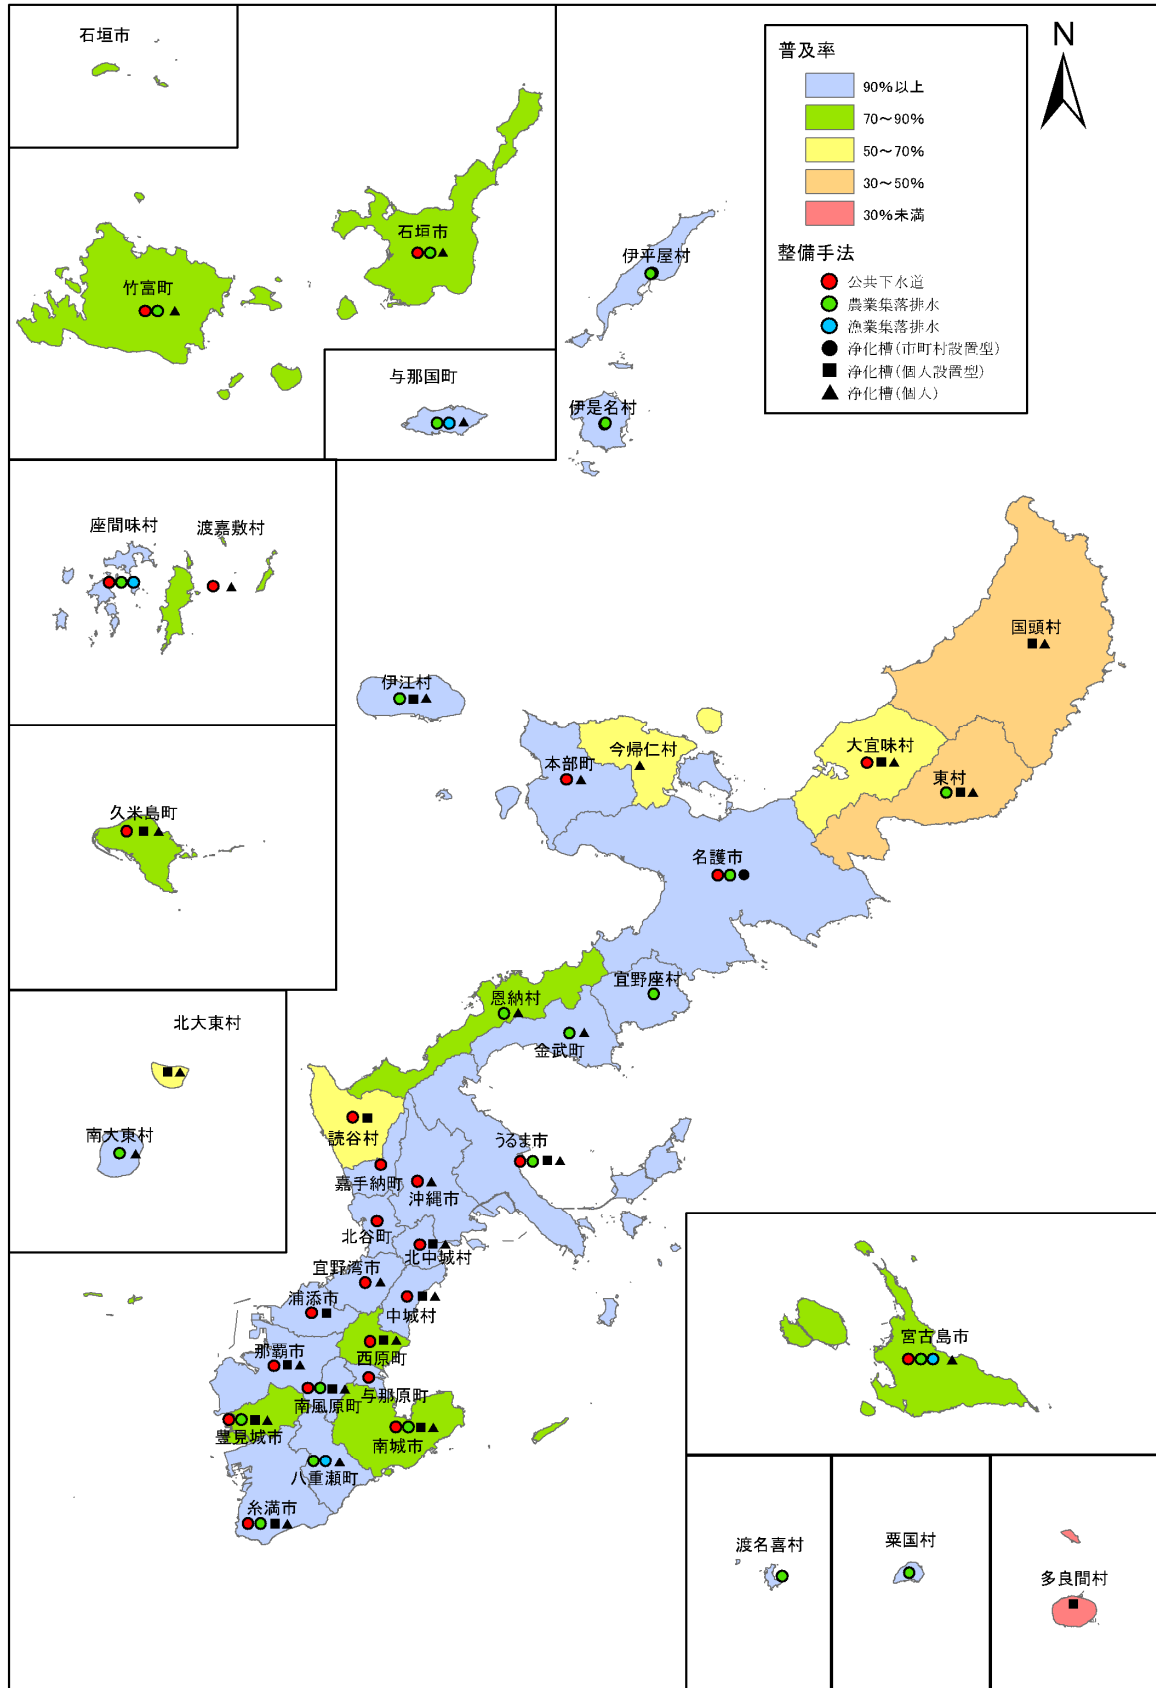 石垣市
普及率
N
90%以上
70～90%
50～70%
30～50%
30%未満
整備手法
公共下水道
農業集落排水
漁業集落排水
浄化槽(市町村設置型)
浄化槽(個人設置型)
浄化槽(個人)
石垣市
竹富町
伊平屋村
与那国町
伊是名村
座間味村
渡嘉敷村
国頭村
伊江村
本部町
今帰仁村
大宜味村
東村
久米島町
名護市
宜野座村
恩納村
金武町
北大東村
南大東村
読谷村
うるま市
嘉手納町
沖縄市
北谷町
北中城村
宜野湾市
浦添市
中城村
西原町
那覇市
与那原町
南風原町
豊見城市
南城市
八重瀬町
糸満市
宮古島市
渡名喜村
粟国村
多良間村